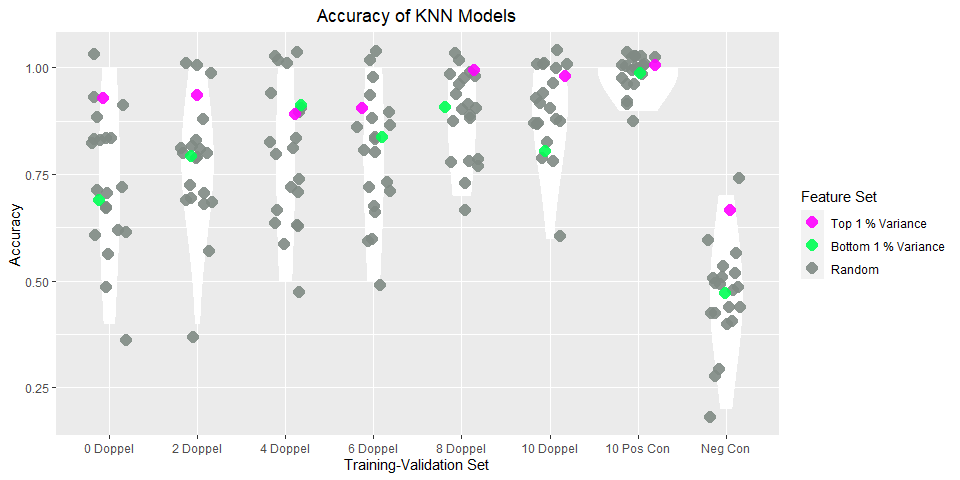 Accuracy of KNN Models
1.00
0.75
0.50
0.25
Accuracy
0 Doppel
2 Doppel
4 Doppel
6 Doppel
8 Doppel
10 Doppel
10 Pos Con
Neg Con
Training-Validation Set
Feature Set
Top 1 % Variance
Bottom 1 % Variance
Random